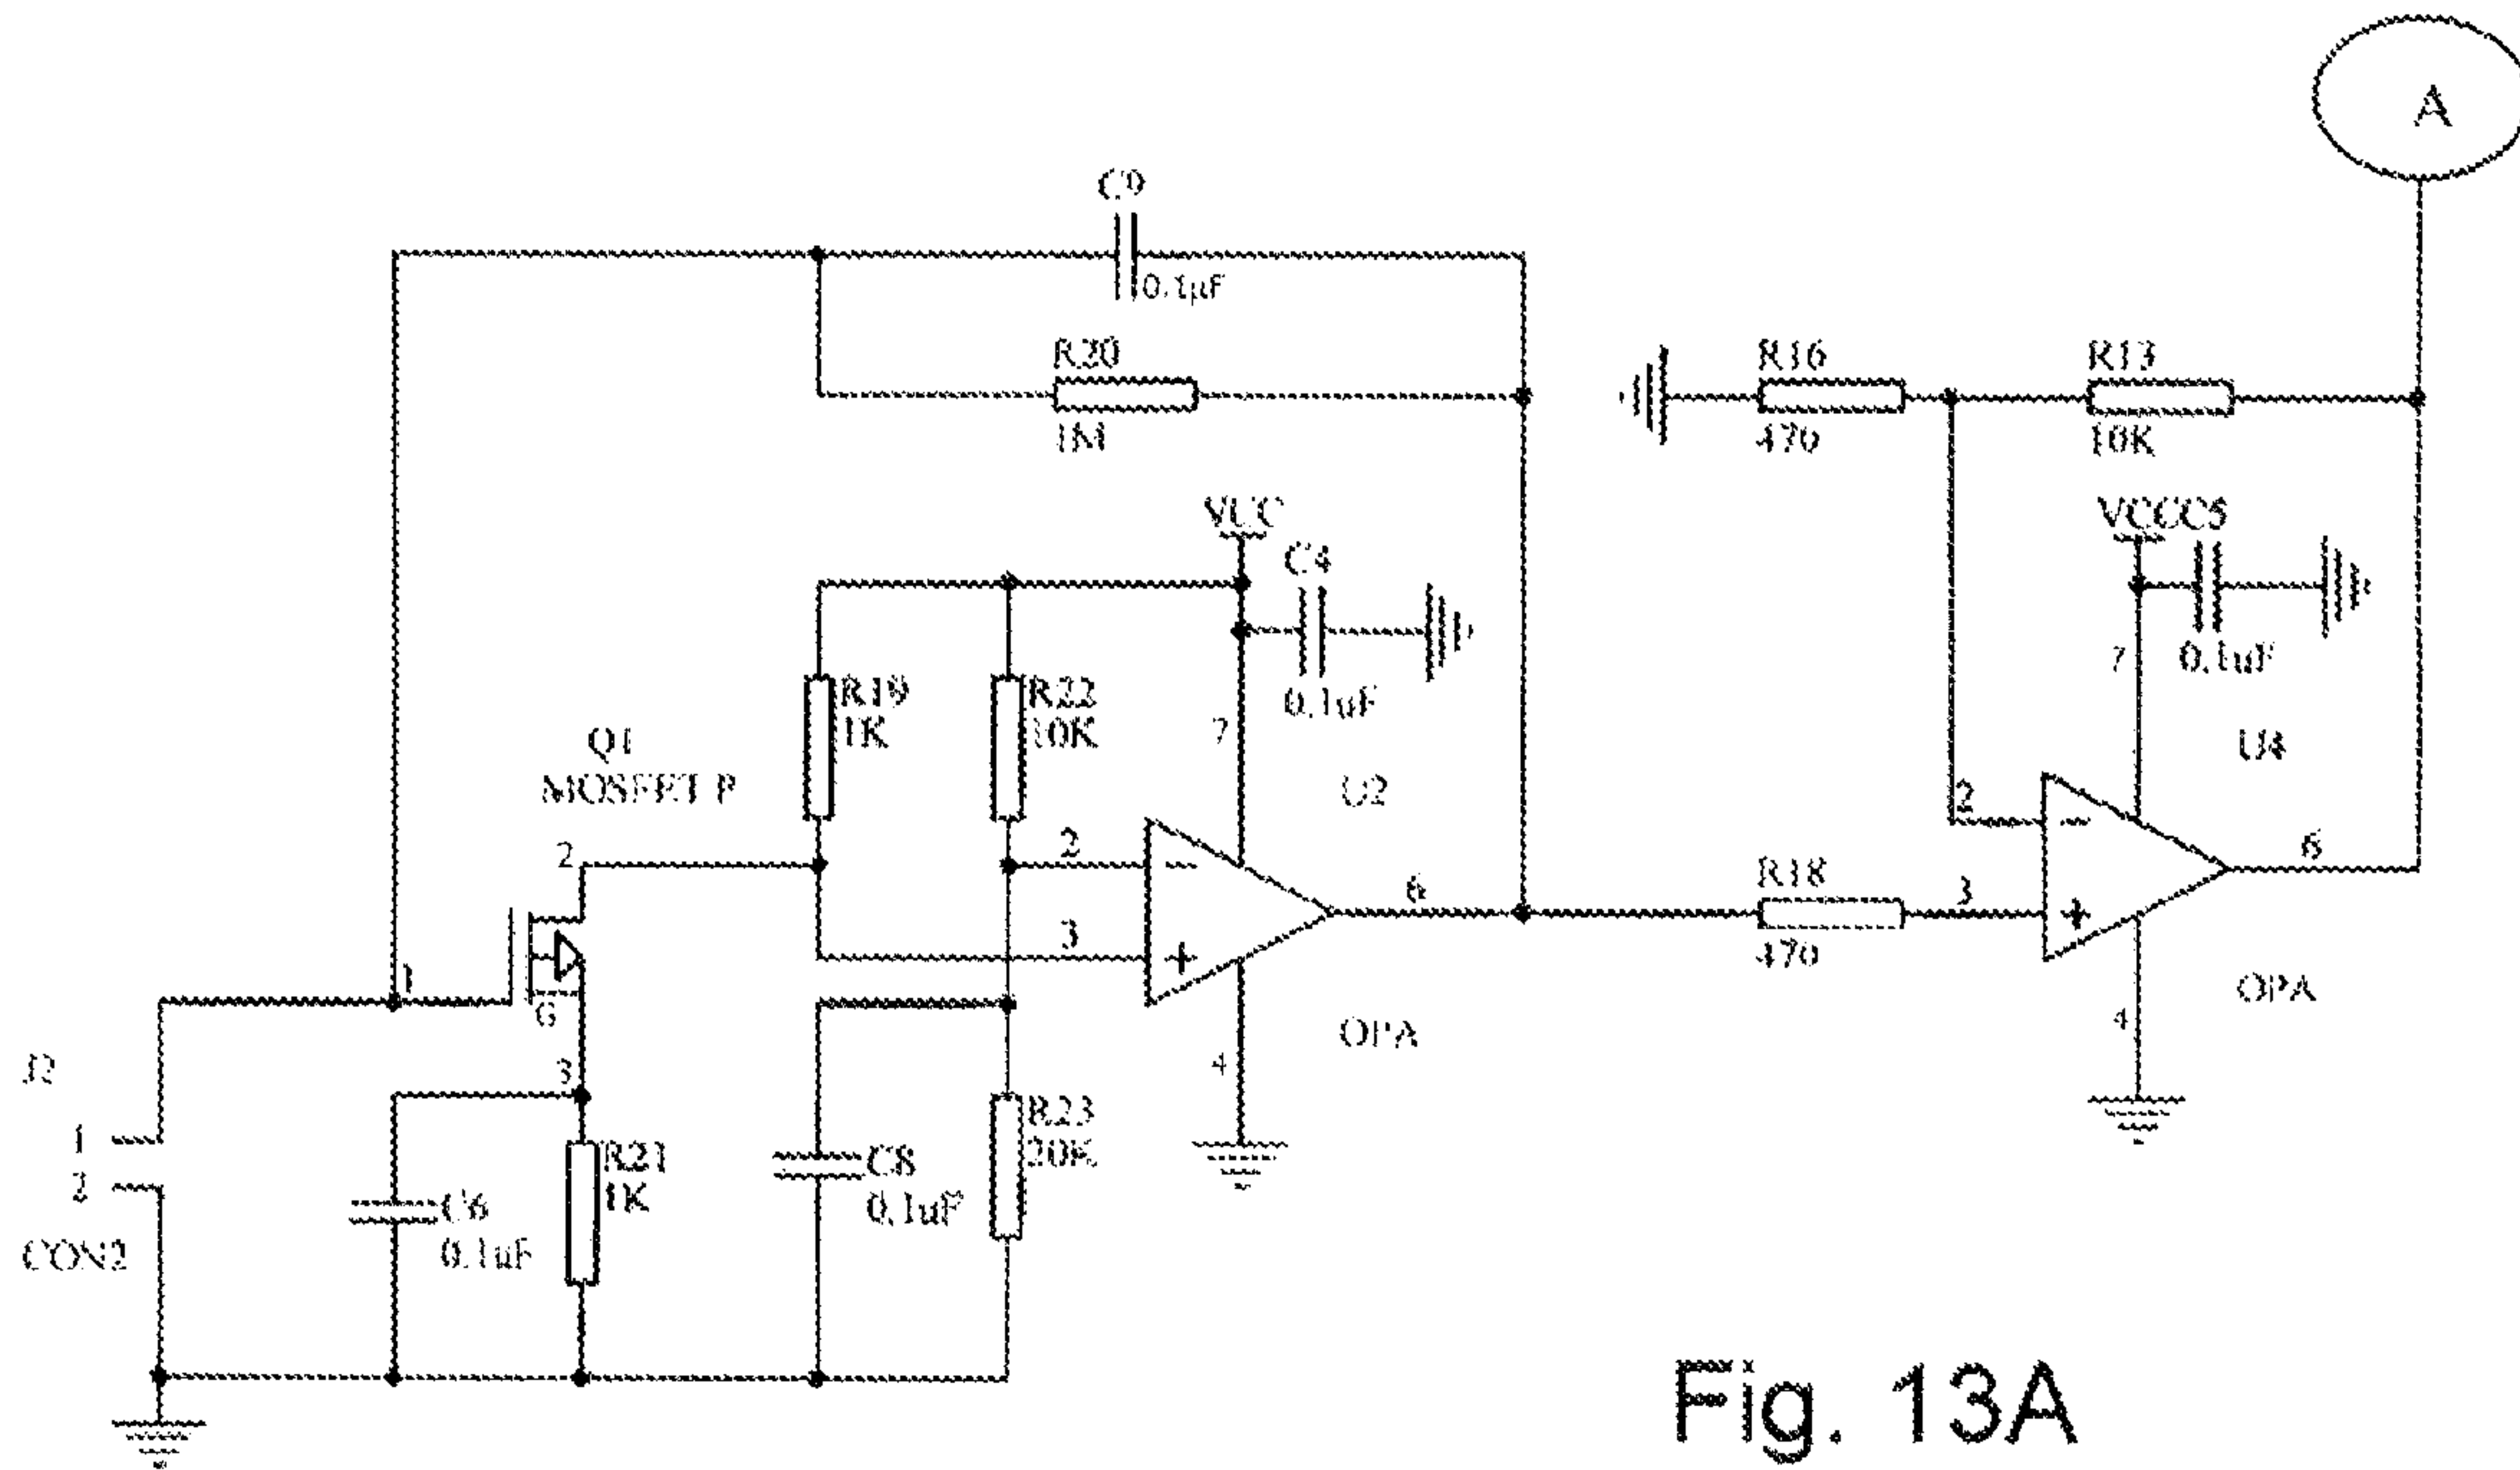 A
C9
0.1µF
R20
1M
R16
470
R13
10K
VCC
C4
0.1uF
VCCC5
0.1uF
7
R19
1K
R22
10K
7
Q1
MOSFET P
U2
U4
2
2
3
6
2
3
6
R18
470
1
G
3
OPA
4
OPA
4
J2
1
2
CON2
C6
0.1uF
R21
1K
C8
0.1uF
R23
20K
Fig. 13A